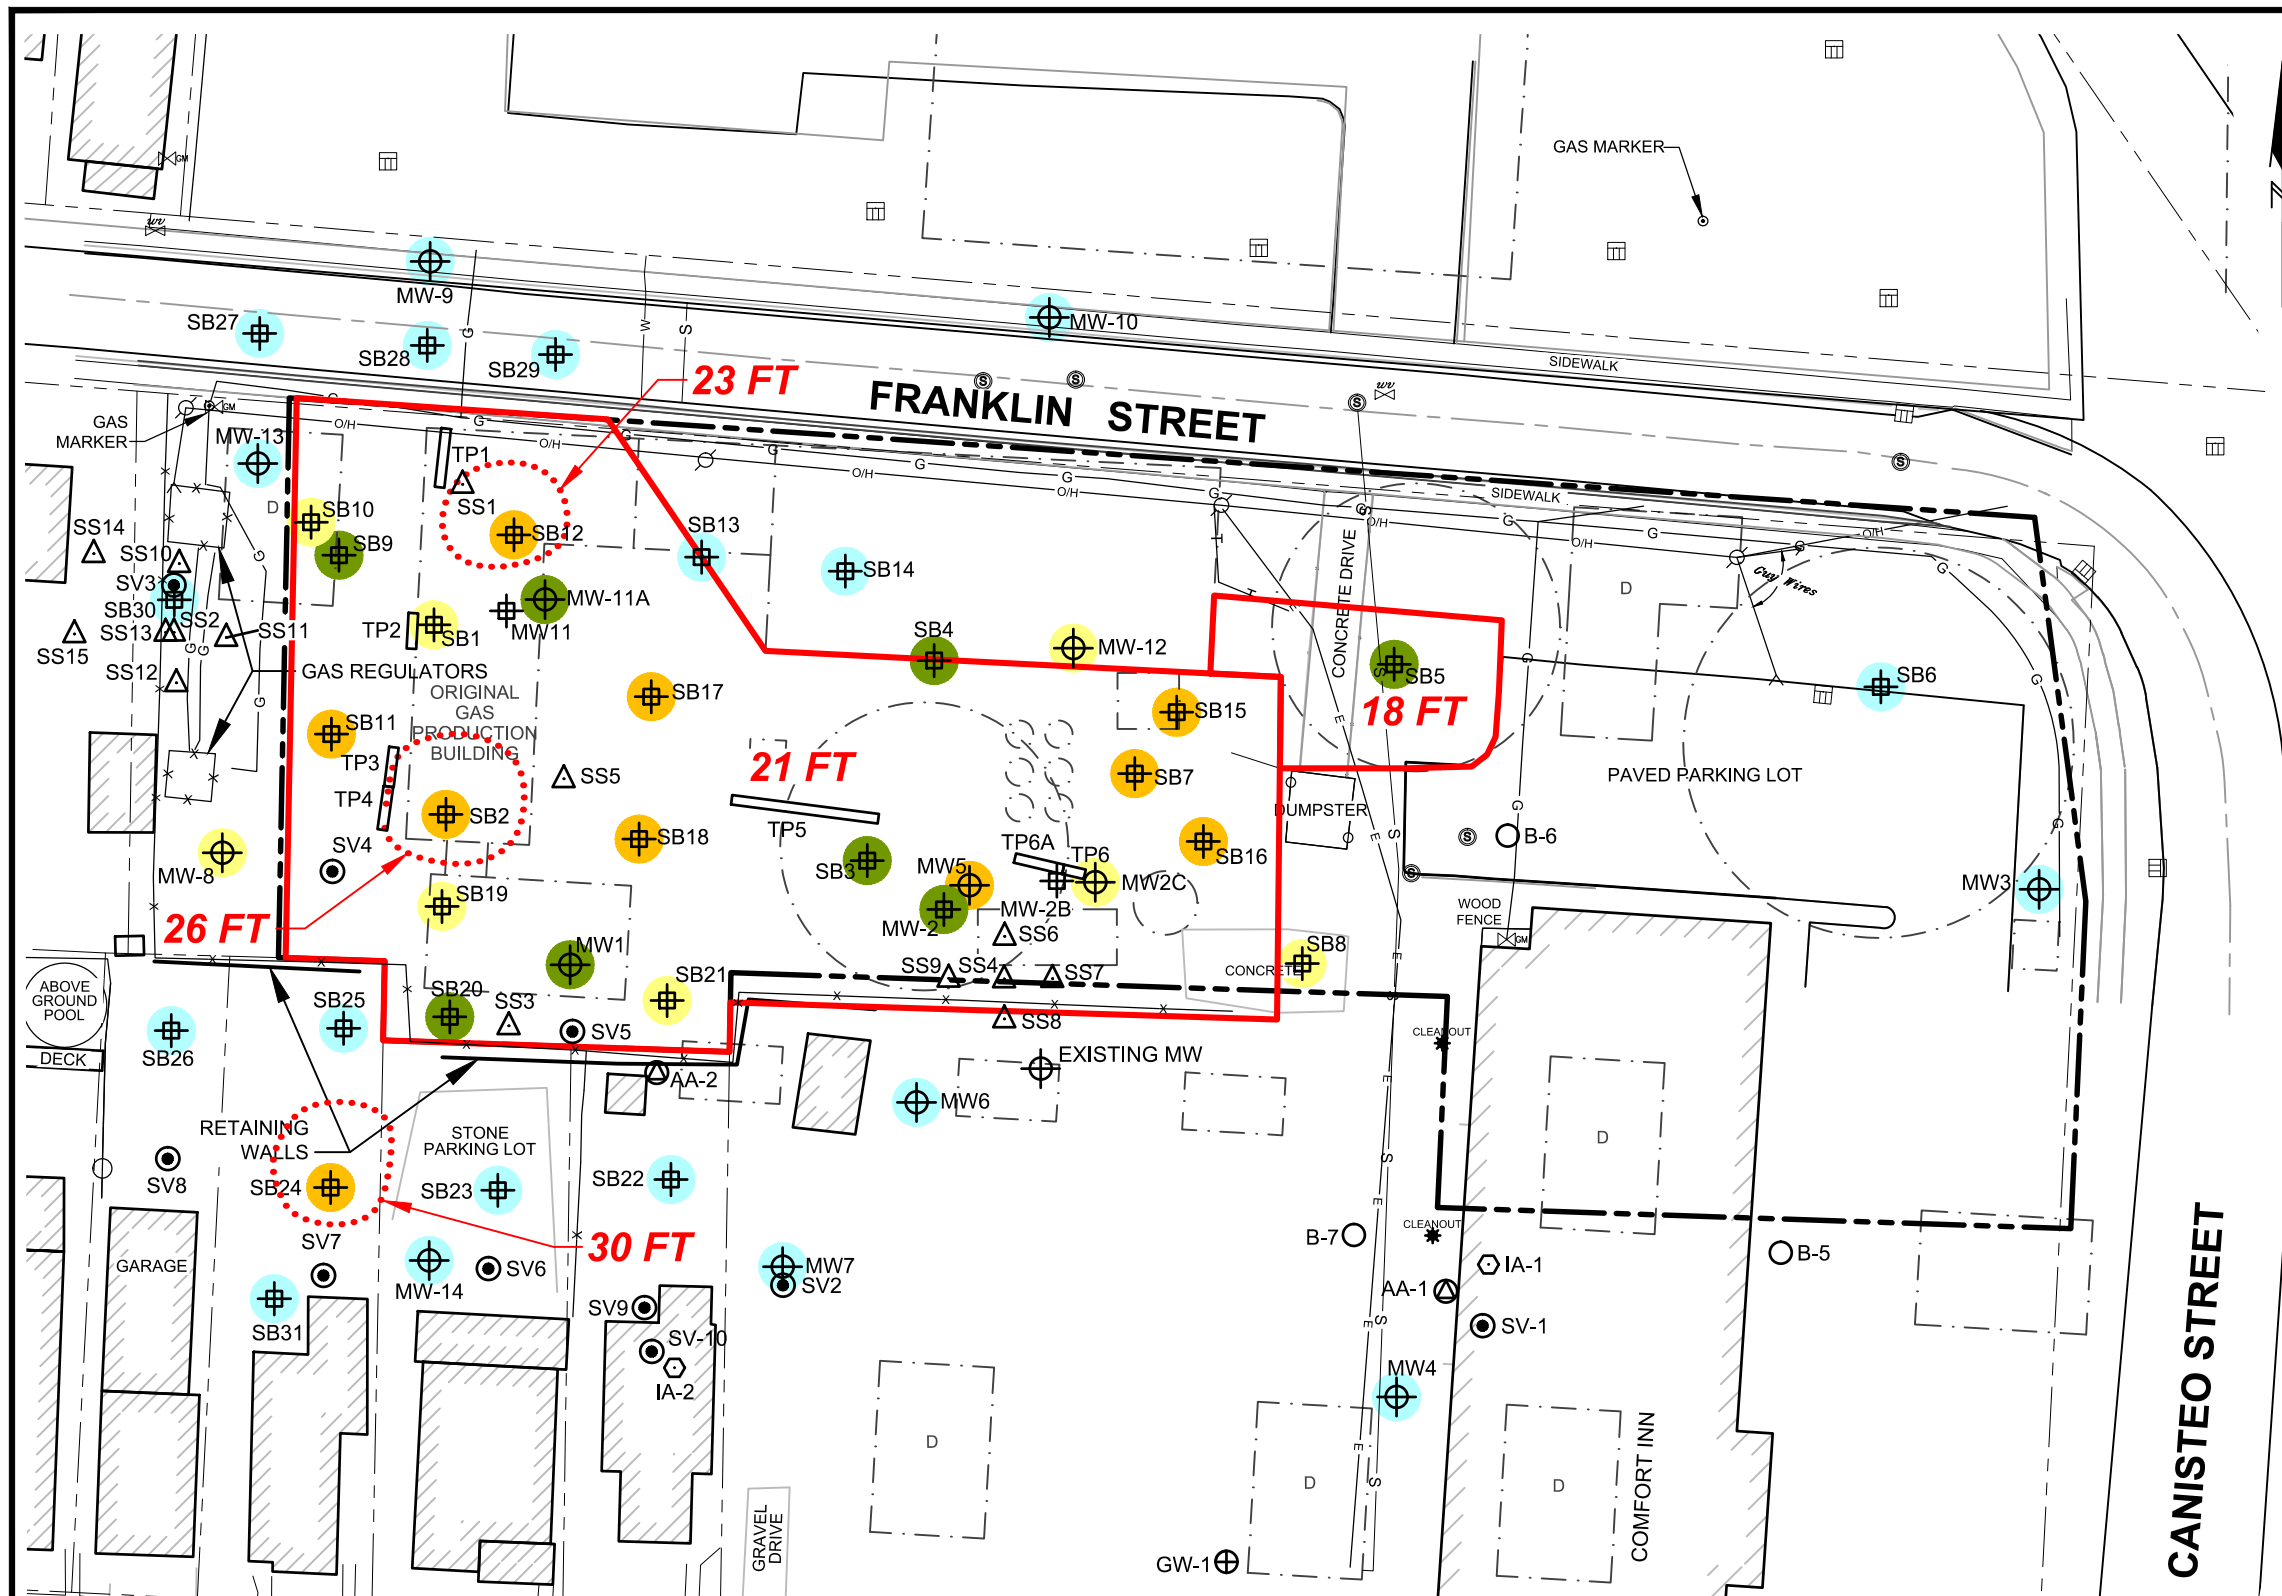 GAS MARKER
GM
wv
MW-9
SB27
SB28
SB29
MW-10
SIDEWALK
23 FT
FRANKLIN STREET
wv
GAS
MARKER
GM
MW-13
O/H
O/H
O/H
O/H
O/H
O/H
O/H
SIDEWALK
TP1
SS1
SB10
SB9
SB12
SB13
SB14
D
SS14
SS10
SV3
SB30
SS2
SS13
SS11
SS15
SS12
MW-11A
MW11
TP2
SB1
SB4
MW-12
CONCRETE DRIVE
SB5
18 FT
D
Guy Wires
SB6
GAS REGULATORS
ORIGINAL
GAS
PRODUCTION
BUILDING
SB17
SB11
SB15
TP3
TP4
SS5
21 FT
SB7
PAVED PARKING LOT
SB2
SB18
TP5
SB3
DUMPSTER
B-6
SV4
MW-8
SB16
TP6A
TP6
MW5
MW2C
MW-2B
MW-2
SS6
SB19
26 FT
MW3
WOOD
FENCE
GM
MW1
SB21
SS9
SS4
SS7
SS8
CONCRETE
SB8
ABOVE
GROUND
POOL
DECK
SB26
SB25
SB20
SS3
SV5
AA-2
EXISTING MW
CLEANOUT
MW6
RETAINING
WALLS
STONE
PARKING LOT
SB24
SB23
SB22
D
SV8
SV7
30 FT
GARAGE
SB31
MW-14
SV6
MW7
SV2
SV9
SV-10
IA-2
B-7
CLEANOUT
IA-1
AA-1
SV-1
B-5
MW4
D
D
D
GRAVEL
DRIVE
GW-1
COMFORT INN
CANISTEO STREET